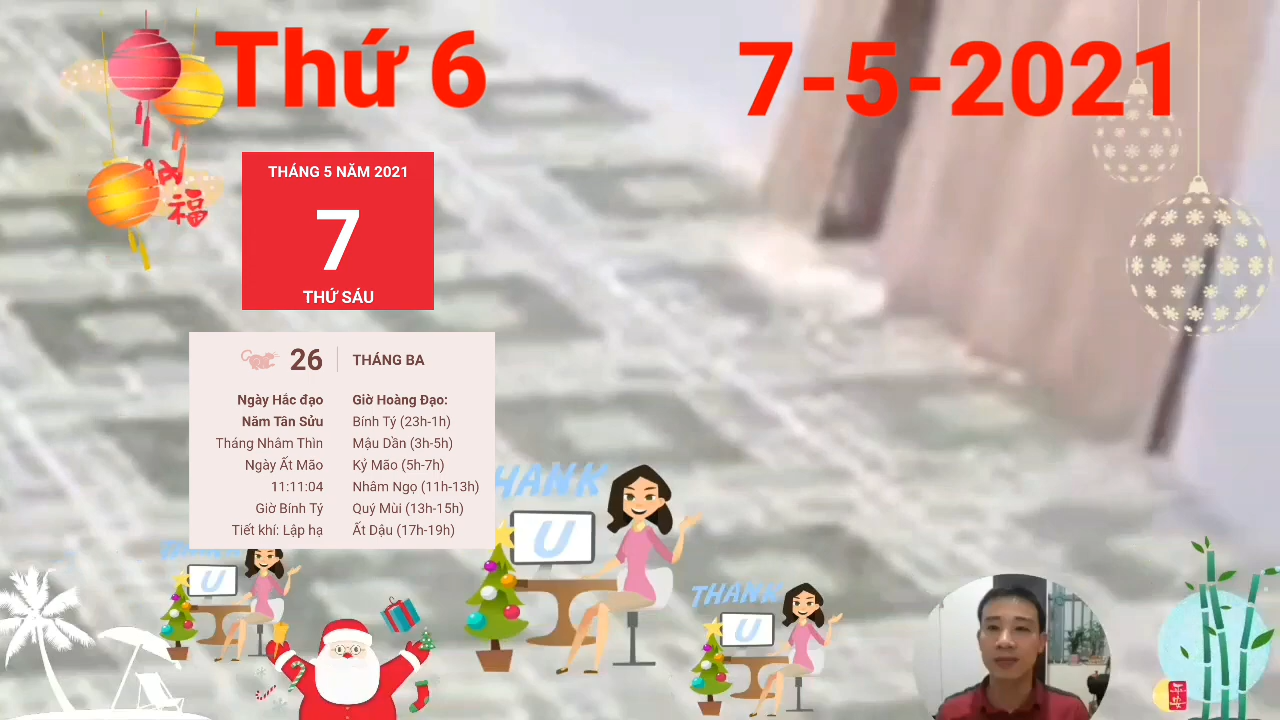 Thứ 6
7-5-2021
THÁNG 5 NĂM 2021
7
THỨ SÁU
26
THÁNG BA
Ngày Hắc đạo
Năm Tân Sửu
Tháng Nhâm Thìn
Ngày Ất Mão
11:11:04
Giờ Bính Tý
Tiết khí: Lập hạ
Giờ Hoàng Đạo:
Bính Tý (23h-1h)
Mậu Dần (3h-5h)
Kỷ Mão (5h-7h)
Nhâm Ngọ (11h-13h)
Quý Mùi (13h-15h)
Ất Dậu (17h-19h)
福
THANK
U
U
THANK
U